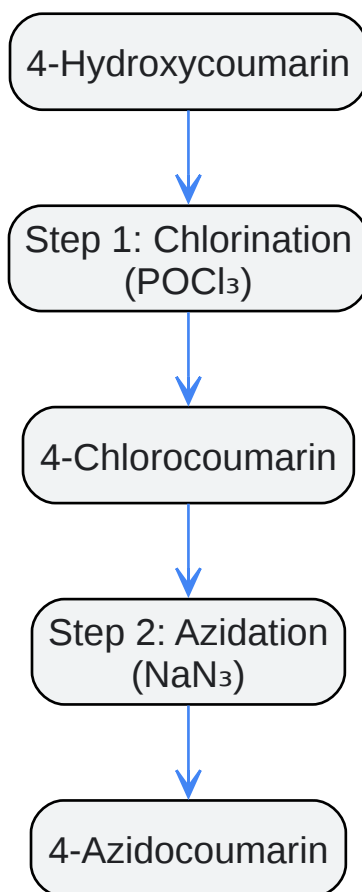 4-Hydroxycoumarin
Step 1: Chlorination
(POCl₃)
4-Chlorocoumarin
Step 2: Azidation
(NaN₃)
4-Azidocoumarin